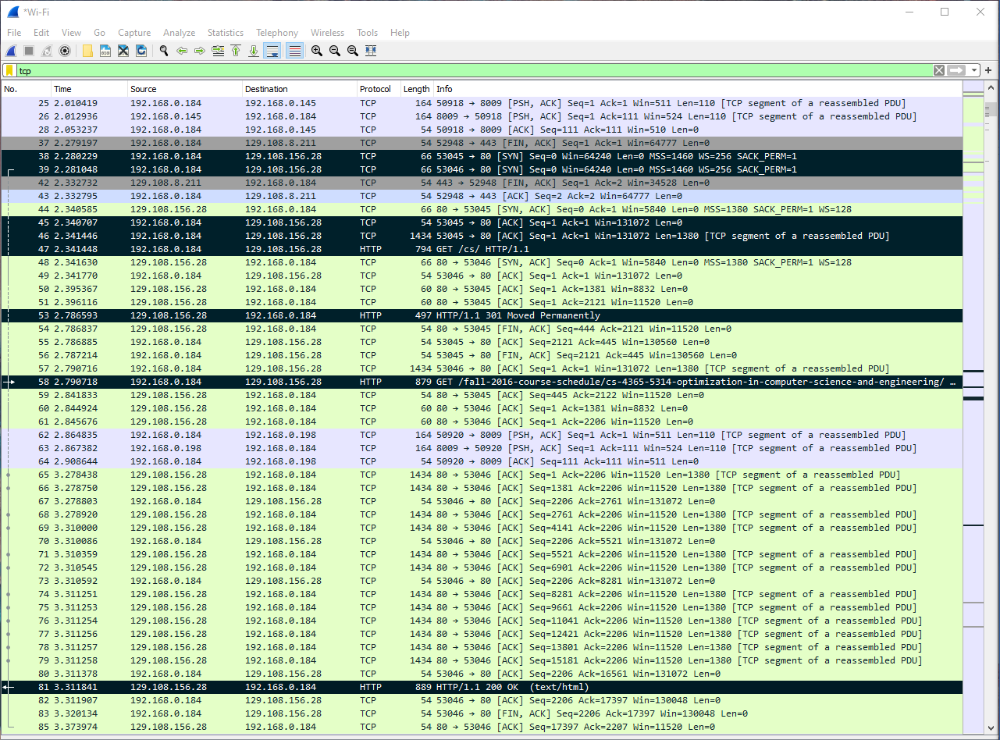 *Wi-Fi
File Edit View Go Capture Analyze Statistics Telephony Wireless Tools Help
tcp
No. Time Source Destination Protocol Length Info
25 2.010419 192.168.0.184 192.168.0.145 TCP 164 50918 → 8009 [PSH, ACK] Seq=1 Ack=1 Win=511 Len=110 [TCP segment of a reassembled PDU]
26 2.012936 192.168.0.145 192.168.0.184 TCP 164 8009 → 50918 [PSH, ACK] Seq=1 Ack=111 Win=524 Len=110 [TCP segment of a reassembled PDU]
28 2.053237 192.168.0.184 192.168.0.145 TCP 54 50918 → 8009 [ACK] Seq=111 Ack=111 Win=510 Len=0
37 2.279197 192.168.0.184 129.108.8.211 TCP 54 52948 → 443 [FIN, ACK] Seq=1 Ack=1 Win=64777 Len=0
38 2.280229 192.168.0.184 129.108.156.28 TCP 66 53045 → 80 [SYN] Seq=0 Win=64240 Len=0 MSS=1460 WS=256 SACK_PERM=1
39 2.281048 192.168.0.184 129.108.156.28 TCP 66 53046 → 80 [SYN] Seq=0 Win=64240 Len=0 MSS=1460 WS=256 SACK_PERM=1
42 2.332732 129.108.8.211 192.168.0.184 TCP 54 443 → 52948 [FIN, ACK] Seq=1 Ack=2 Win=34528 Len=0
43 2.332795 192.168.0.184 129.108.8.211 TCP 54 52948 → 443 [ACK] Seq=2 Ack=2 Win=64777 Len=0
44 2.340585 129.108.156.28 192.168.0.184 TCP 66 80 → 53045 [SYN, ACK] Seq=0 Ack=1 Win=5840 Len=0 MSS=1380 SACK_PERM=1 WS=128
45 2.340707 192.168.0.184 129.108.156.28 TCP 54 53045 → 80 [ACK] Seq=1 Ack=1 Win=131072 Len=0
46 2.341446 192.168.0.184 129.108.156.28 TCP 1434 53045 → 80 [ACK] Seq=1 Ack=1 Win=131072 Len=1380 [TCP segment of a reassembled PDU]
47 2.341448 192.168.0.184 129.108.156.28 HTTP 794 GET /cs/ HTTP/1.1
48 2.341630 129.108.156.28 192.168.0.184 TCP 66 80 → 53046 [SYN, ACK] Seq=0 Ack=1 Win=5840 Len=0 MSS=1380 SACK_PERM=1 WS=128
49 2.341770 192.168.0.184 129.108.156.28 TCP 54 53046 → 80 [ACK] Seq=1 Ack=1 Win=131072 Len=0
50 2.395367 129.108.156.28 192.168.0.184 TCP 60 80 → 53045 [ACK] Seq=1 Ack=1381 Win=8832 Len=0
51 2.396116 129.108.156.28 192.168.0.184 TCP 60 80 → 53045 [ACK] Seq=1 Ack=2121 Win=11520 Len=0
53 2.786593 129.108.156.28 192.168.0.184 HTTP 497 HTTP/1.1 301 Moved Permanently
54 2.786837 129.108.156.28 192.168.0.184 TCP 54 80 → 53045 [FIN, ACK] Seq=444 Ack=2121 Win=11520 Len=0
55 2.786885 192.168.0.184 129.108.156.28 TCP 54 53045 → 80 [ACK] Seq=2121 Ack=445 Win=130560 Len=0
56 2.787214 192.168.0.184 129.108.156.28 TCP 54 53045 → 80 [FIN, ACK] Seq=2121 Ack=445 Win=130560 Len=0
57 2.790716 192.168.0.184 129.108.156.28 TCP 1434 53046 → 80 [ACK] Seq=1 Ack=1 Win=131072 Len=1380 [TCP segment of a reassembled PDU]
58 2.790718 192.168.0.184 129.108.156.28 HTTP 879 GET /fall-2016-course-schedule/cs-4365-5314-optimization-in-computer-science-and-engineering/ …
59 2.841833 129.108.156.28 192.168.0.184 TCP 54 80 → 53045 [ACK] Seq=445 Ack=2122 Win=11520 Len=0
60 2.844924 129.108.156.28 192.168.0.184 TCP 60 80 → 53046 [ACK] Seq=1 Ack=1381 Win=8832 Len=0
61 2.845676 129.108.156.28 192.168.0.184 TCP 60 80 → 53046 [ACK] Seq=1 Ack=2206 Win=11520 Len=0
62 2.864835 192.168.0.184 192.168.0.198 TCP 164 50920 → 8009 [PSH, ACK] Seq=1 Ack=1 Win=511 Len=110 [TCP segment of a reassembled PDU]
63 2.867382 192.168.0.198 192.168.0.184 TCP 164 8009 → 50920 [PSH, ACK] Seq=1 Ack=111 Win=524 Len=110 [TCP segment of a reassembled PDU]
64 2.908644 192.168.0.184 192.168.0.198 TCP 54 50920 → 8009 [ACK] Seq=111 Ack=111 Win=511 Len=0
65 3.278438 129.108.156.28 192.168.0.184 TCP 1434 80 → 53046 [ACK] Seq=1 Ack=2206 Win=11520 Len=1380 [TCP segment of a reassembled PDU]
66 3.278750 129.108.156.28 192.168.0.184 TCP 1434 80 → 53046 [ACK] Seq=1381 Ack=2206 Win=11520 Len=1380 [TCP segment of a reassembled PDU]
67 3.278803 192.168.0.184 129.108.156.28 TCP 54 53046 → 80 [ACK] Seq=2206 Ack=2761 Win=131072 Len=0
68 3.278920 129.108.156.28 192.168.0.184 TCP 1434 80 → 53046 [ACK] Seq=2761 Ack=2206 Win=11520 Len=1380 [TCP segment of a reassembled PDU]
69 3.310000 129.108.156.28 192.168.0.184 TCP 1434 80 → 53046 [ACK] Seq=4141 Ack=2206 Win=11520 Len=1380 [TCP segment of a reassembled PDU]
70 3.310086 192.168.0.184 129.108.156.28 TCP 54 53046 → 80 [ACK] Seq=2206 Ack=5521 Win=131072 Len=0
71 3.310359 129.108.156.28 192.168.0.184 TCP 1434 80 → 53046 [ACK] Seq=5521 Ack=2206 Win=11520 Len=1380 [TCP segment of a reassembled PDU]
72 3.310545 129.108.156.28 192.168.0.184 TCP 1434 80 → 53046 [ACK] Seq=6901 Ack=2206 Win=11520 Len=1380 [TCP segment of a reassembled PDU]
73 3.310592 192.168.0.184 129.108.156.28 TCP 54 53046 → 80 [ACK] Seq=2206 Ack=8281 Win=131072 Len=0
74 3.311251 129.108.156.28 192.168.0.184 TCP 1434 80 → 53046 [ACK] Seq=8281 Ack=2206 Win=11520 Len=1380 [TCP segment of a reassembled PDU]
75 3.311253 129.108.156.28 192.168.0.184 TCP 1434 80 → 53046 [ACK] Seq=9661 Ack=2206 Win=11520 Len=1380 [TCP segment of a reassembled PDU]
76 3.311254 129.108.156.28 192.168.0.184 TCP 1434 80 → 53046 [ACK] Seq=11041 Ack=2206 Win=11520 Len=1380 [TCP segment of a reassembled PDU]
77 3.311256 129.108.156.28 192.168.0.184 TCP 1434 80 → 53046 [ACK] Seq=12421 Ack=2206 Win=11520 Len=1380 [TCP segment of a reassembled PDU]
78 3.311257 129.108.156.28 192.168.0.184 TCP 1434 80 → 53046 [ACK] Seq=13801 Ack=2206 Win=11520 Len=1380 [TCP segment of a reassembled PDU]
79 3.311258 129.108.156.28 192.168.0.184 TCP 1434 80 → 53046 [ACK] Seq=15181 Ack=2206 Win=11520 Len=1380 [TCP segment of a reassembled PDU]
80 3.311378 192.168.0.184 129.108.156.28 TCP 54 53046 → 80 [ACK] Seq=2206 Ack=16561 Win=131072 Len=0
81 3.311841 129.108.156.28 192.168.0.184 HTTP 889 HTTP/1.1 200 OK (text/html)
82 3.311907 192.168.0.184 129.108.156.28 TCP 54 53046 → 80 [ACK] Seq=2206 Ack=17397 Win=130048 Len=0
83 3.320134 192.168.0.184 129.108.156.28 TCP 54 53046 → 80 [FIN, ACK] Seq=2206 Ack=17397 Win=130048 Len=0
85 3.373974 129.108.156.28 192.168.0.184 TCP 54 80 → 53046 [ACK] Seq=17397 Ack=2207 Win=11520 Len=0